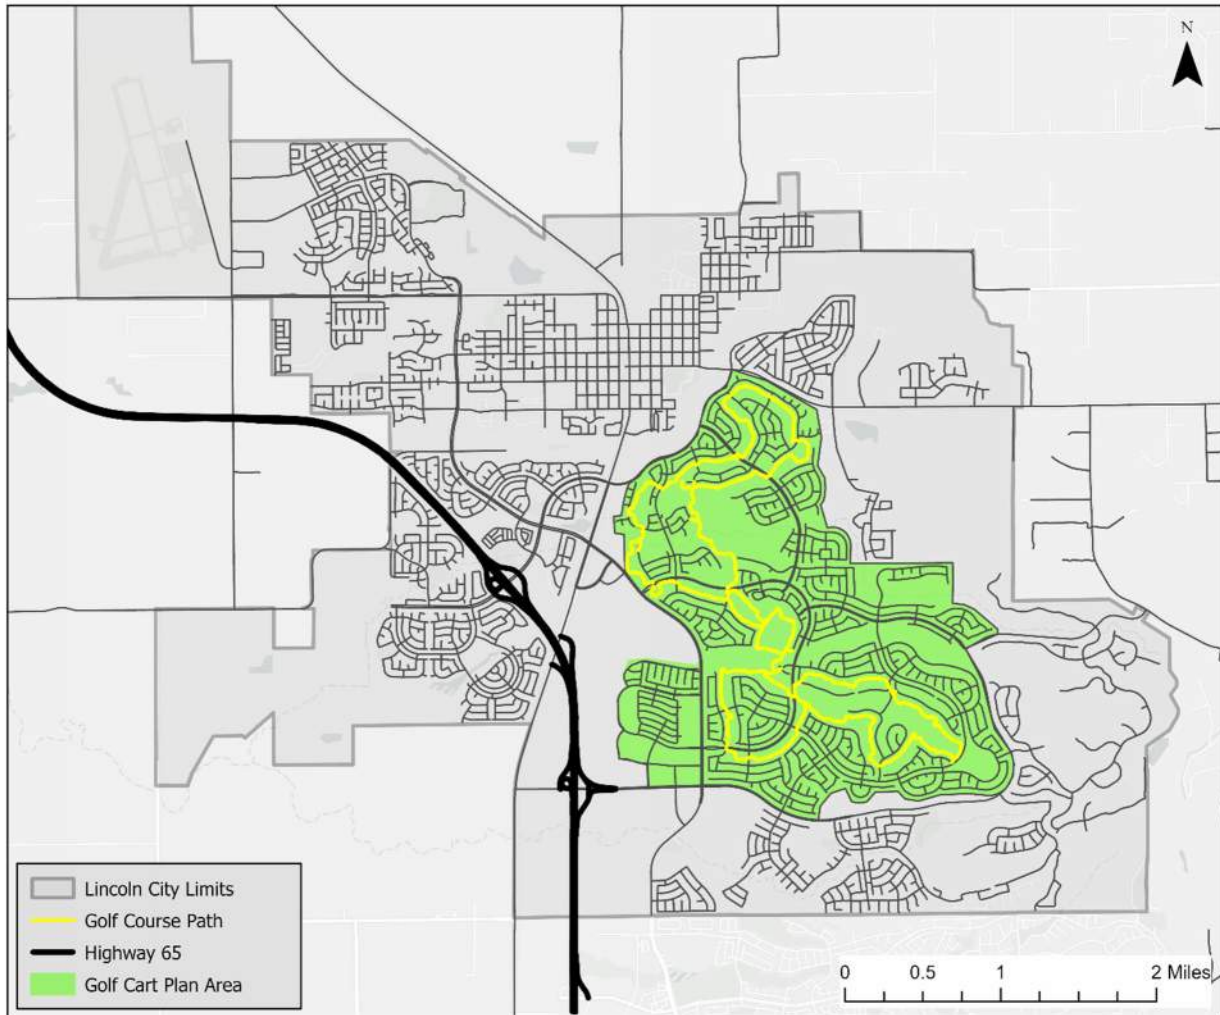 N
Lincoln City Limits
Golf Course Path
Highway 65
Golf Cart Plan Area
0 0.5 1 2 Miles